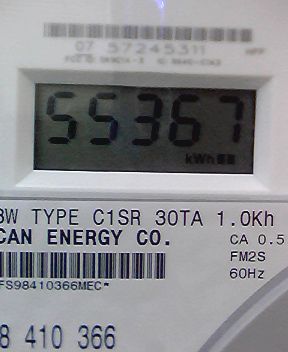 07 57245311
55367
kWh
3W TYPE C1SR 30TA 1.0Kh
CAN ENERGY CO. CA 0.5
FM2S
60Hz
FS98410366MEC*
8 410 366